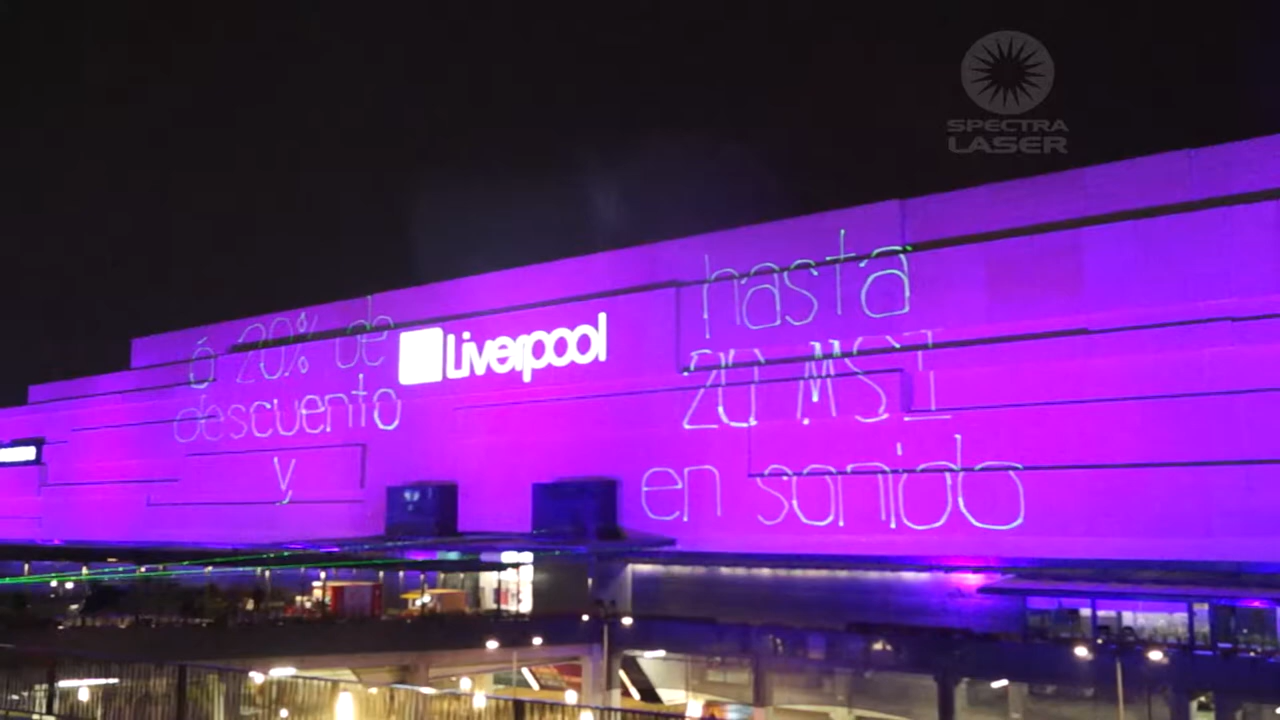 SPECTRA
LASER
ó 20% de
descuento
y
Liverpool
hasta
20 MSI
en sonido